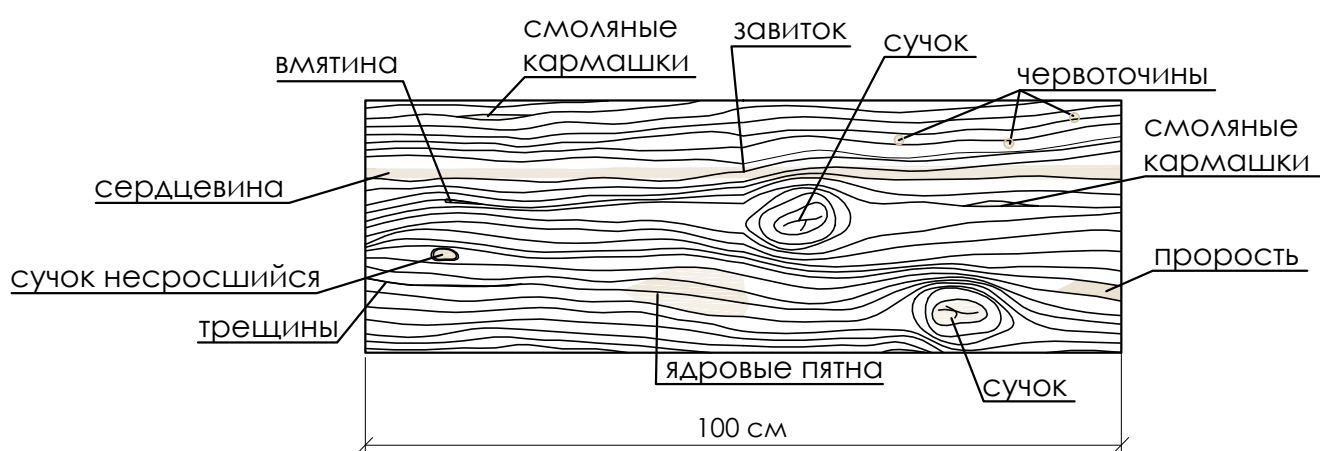 смоляные
кармашки
завиток
сучок
вмятина
червоточины
смоляные
кармашки
сердцевина
прорость
сучок несросшийся
трещины
ядровые пятна
сучок
100 см